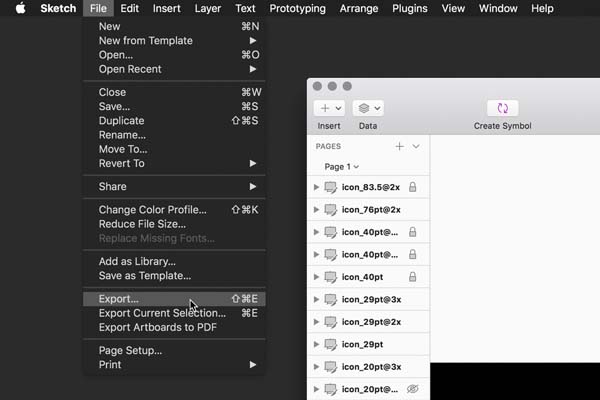 Sketch File Edit Insert Layer Text Prototyping Arrange Plugins View Window Help
New ⌘N
New from Template
Open... ⌘O
Open Recent
Close ⌘W
Save... ⌘S
Duplicate ⇧⌘S
Rename...
Move To...
Revert To
Share
Change Color Profile... ⇧⌘K
Reduce File Size...
Replace Missing Fonts...
Add as Library...
Save as Template...
Export... ⇧⌘E
Export Current Selection... ⌘E
Export Artboards to PDF
Page Setup...
Print
Insert Data Create Symbol
PAGES
Page 1
icon_83.5@2x
icon_76pt@2x
icon_40pt@...
icon_40pt@...
icon_40pt
icon_29pt@3x
icon_29pt@2x
icon_29pt
icon_20pt@3x
icon_20pt@...